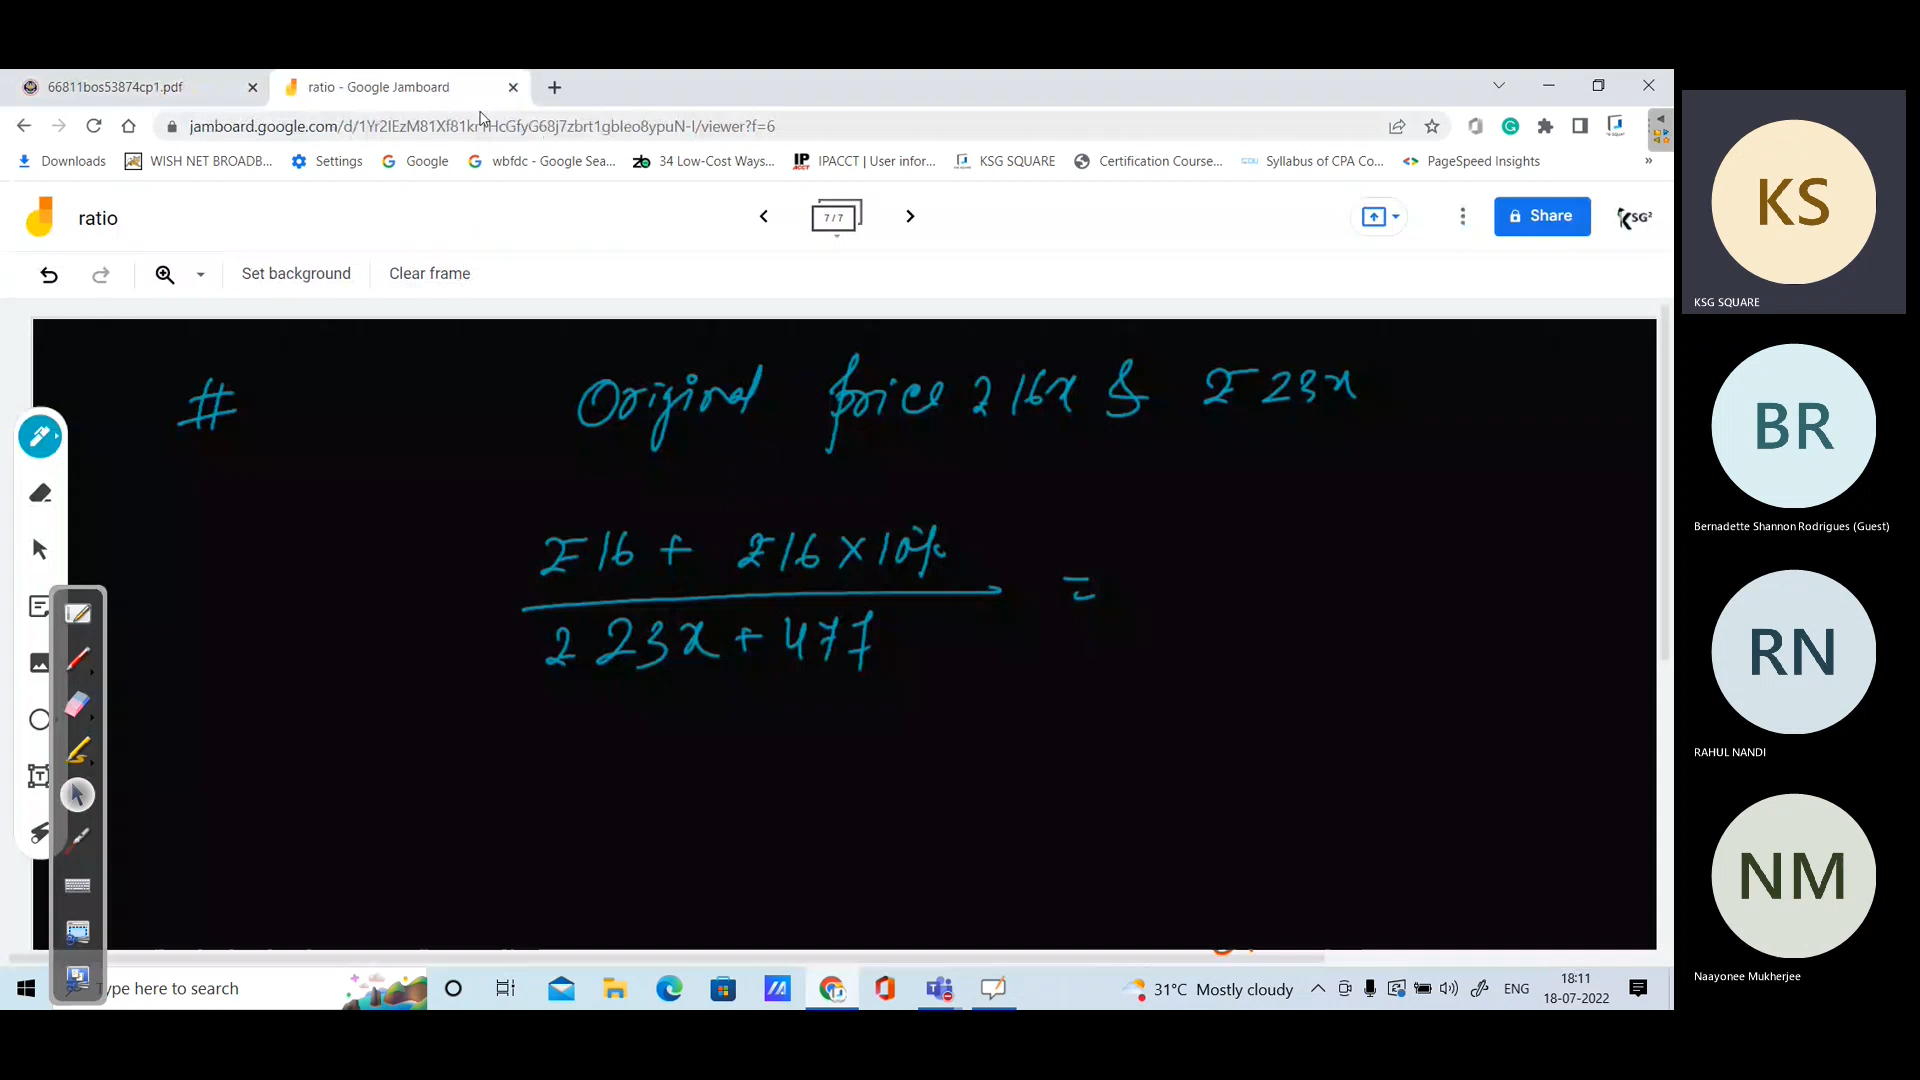 66811bos53874cp1.pdf
ratio - Google Jamboard
jamboard.google.com/d/1Yr2IEzM81Xf81krYHcGfyG68j7zbrt1gbIeo8ypuN-I/viewer?f=6
Downloads WISH NET BROADB... Settings Google wbfdc - Google Sea... 34 Low-Cost Ways... IPACCT | User infor... KSG SQUARE Certification Course... Syllabus of CPA Co... PageSpeed Insights »
ratio
7 / 7
Share
KSG²
Set background Clear frame
# Original price ₹ 16x & ₹ 23x
₹ 16 + ₹ 16 × 10% =
₹ 23x + 477
Type here to search
31°C Mostly cloudy
ENG
18:11
18-07-2022
KS
KSG SQUARE
BR
Bernadette Shannon Rodrigues (Guest)
RN
RAHUL NANDI
NM
Naayonee Mukherjee